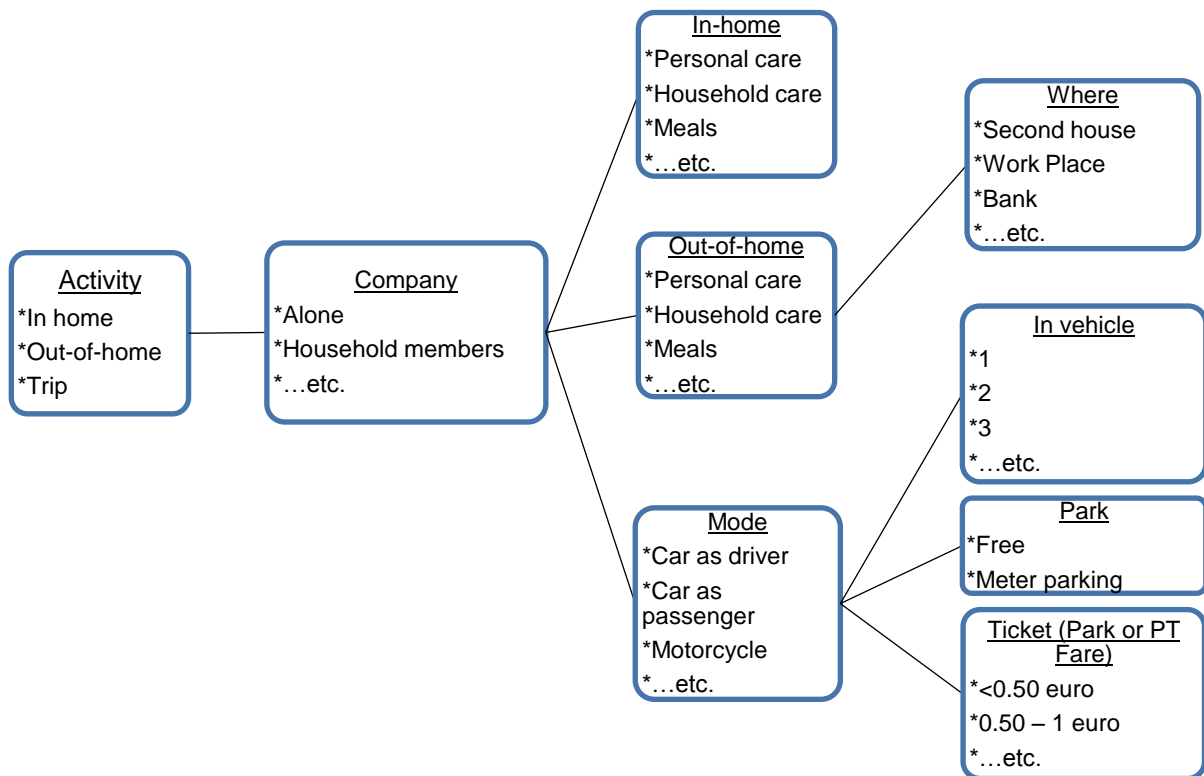 Activity
*In home
*Out-of-home
*Trip
Company
*Alone
*Household members
*…etc.
In-home
*Personal care
*Household care
*Meals
*…etc.
Out-of-home
*Personal care
*Household care
*Meals
*…etc.
Mode
*Car as driver
*Car as
passenger
*Motorcycle
*…etc.
Where
*Second house
*Work Place
*Bank
*…etc.
In vehicle
*1
*2
*3
*…etc.
Park
*Free
*Meter parking
Ticket (Park or PT
Fare)
*<0.50 euro
*0.50 – 1 euro
*…etc.